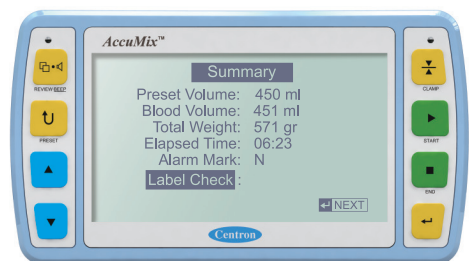 AccuMix™
Summary
Preset Volume: 450 ml
Blood Volume: 451 ml
Total Weight: 571 gr
Elapsed Time: 06:23
Alarm Mark: N
Label Check :
NEXT
REVIEW BEEP
PRESET
CLAMP
START
END
Centron